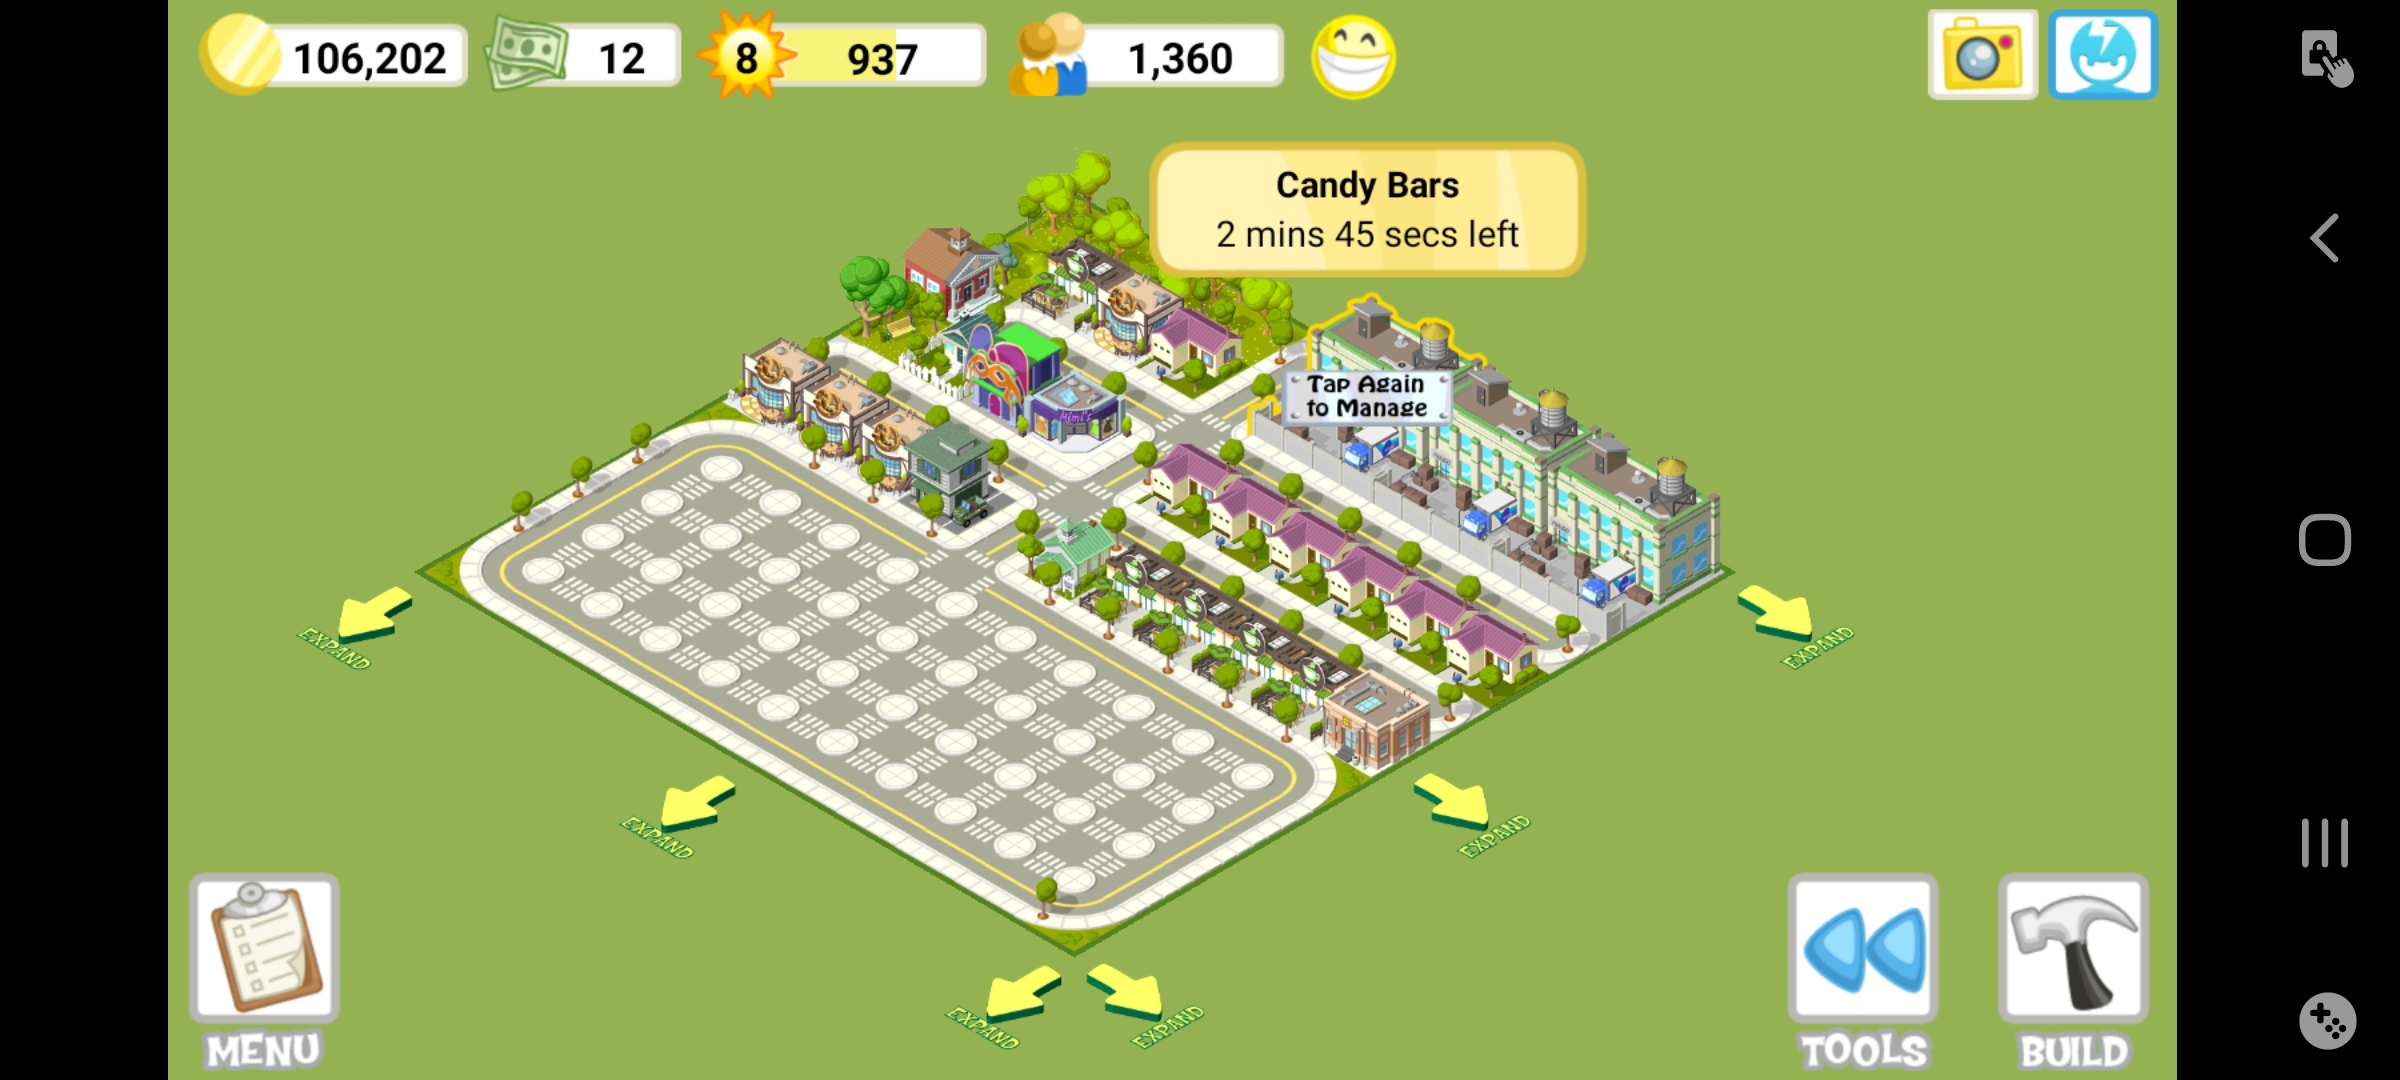 106,202
12
8
937
1,360
Candy Bars
2 mins 45 secs left
Tap Again
to Manage
Mimi's
EXPAND
EXPAND
EXPAND
EXPAND
EXPAND
EXPAND
MENU
TOOLS
BUILD